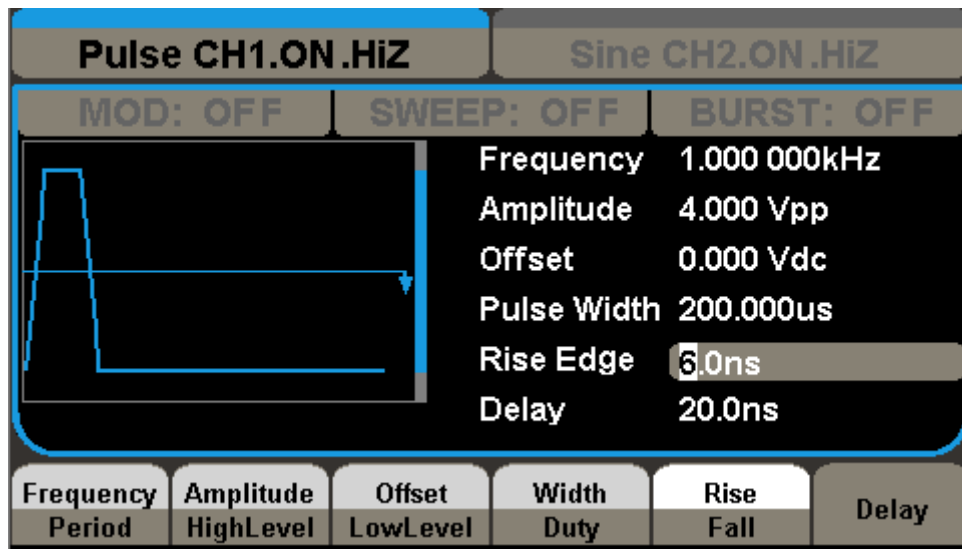 Pulse CH1.ON.HiZ
Sine CH2.ON.HiZ
MOD: OFF
SWEEP: OFF
BURST: OFF
Frequency 1.000 000kHz
Amplitude 4.000 Vpp
Offset 0.000 Vdc
Pulse Width 200.000us
Rise Edge 6.0ns
Delay 20.0ns
Frequency
Period
Amplitude
HighLevel
Offset
LowLevel
Width
Duty
Rise
Fall
Delay